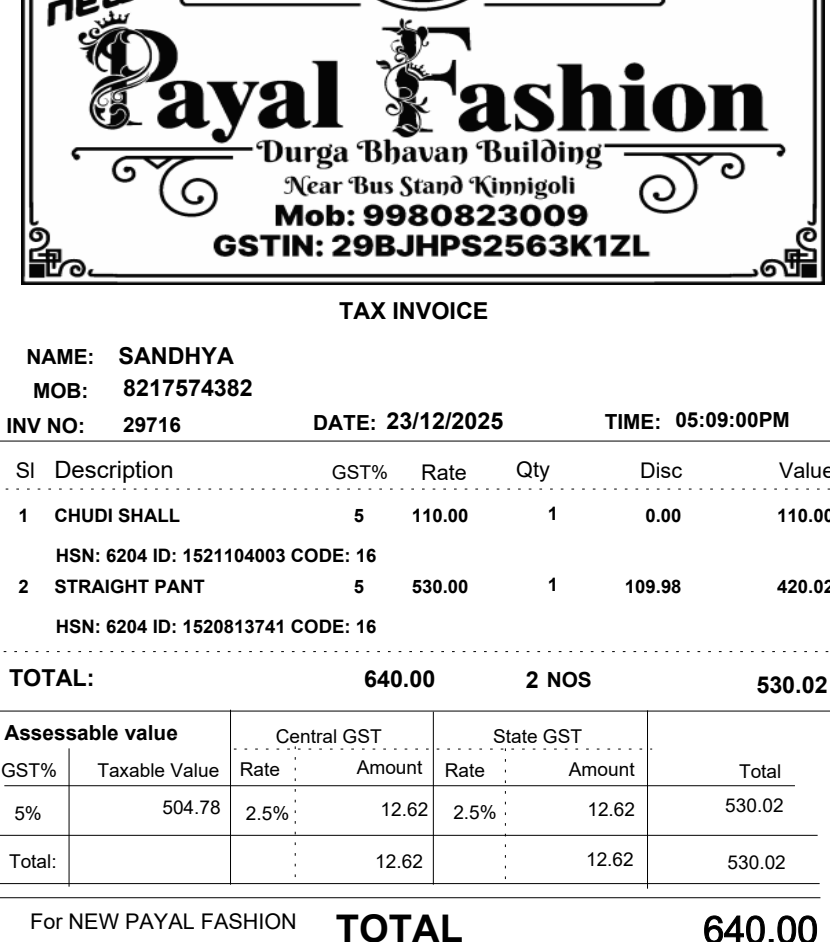 new
Payal Fashion
Durga Bhavan Building
Near Bus Stand Kinnigoli
Mob: 9980823009
GSTIN: 29BJHPS2563K1ZL
TAX INVOICE
NAME: SANDHYA
MOB: 8217574382
INV NO: 29716 DATE: 23/12/2025 TIME: 05:09:00PM
Sl Description GST% Rate Qty Disc Value
1 CHUDI SHALL 5 110.00 1 0.00 110.00
HSN: 6204 ID: 1521104003 CODE: 16
2 STRAIGHT PANT 5 530.00 1 109.98 420.02
HSN: 6204 ID: 1520813741 CODE: 16
TOTAL: 640.00 2 NOS 530.02
Assessable value Central GST State GST
GST% Taxable Value Rate Amount Rate Amount Total
5% 504.78 2.5% 12.62 2.5% 12.62 530.02
Total: 12.62 12.62 530.02
For NEW PAYAL FASHION TOTAL 640.00